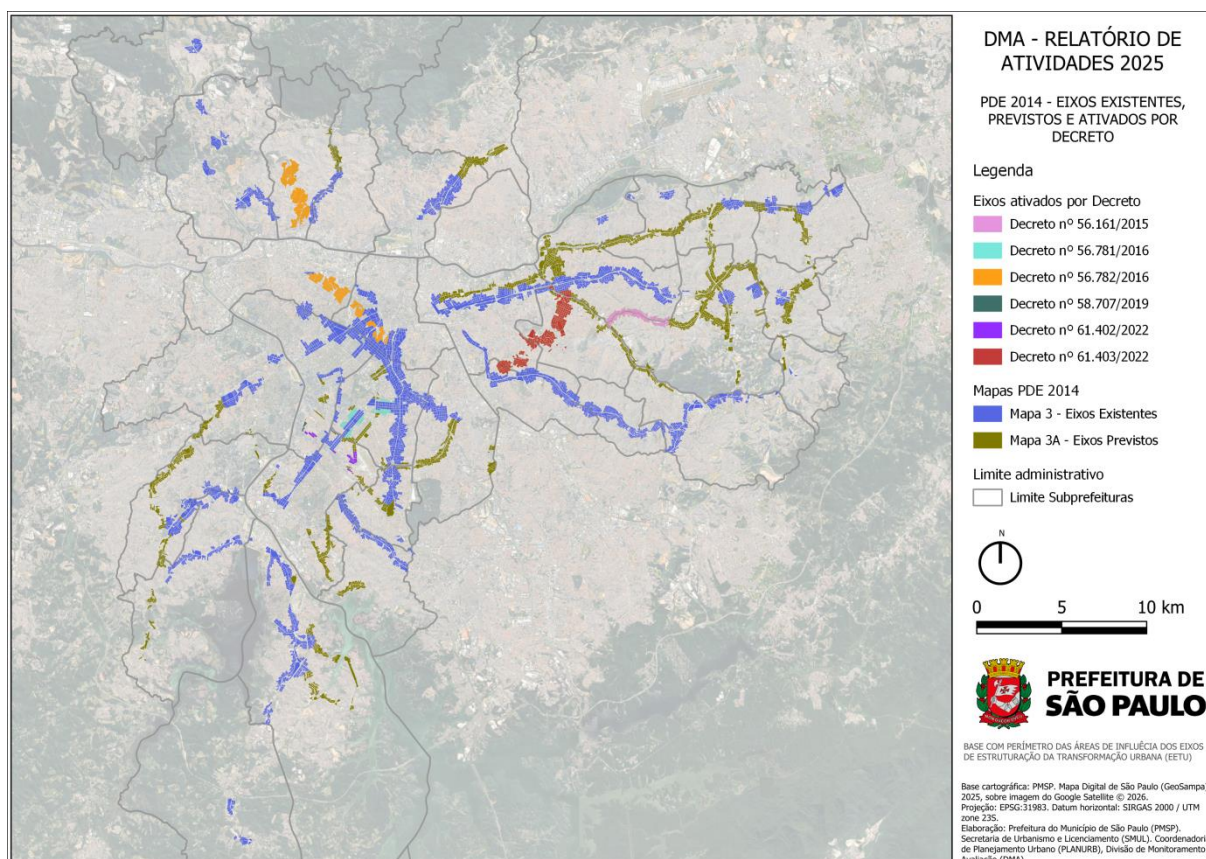 DMA - RELATÓRIO DE
ATIVIDADES 2025
PDE 2014 - EIXOS EXISTENTES,
PREVISTOS E ATIVADOS POR
DECRETO
Legenda
Eixos ativados por Decreto
Decreto nº 56.161/2015
Decreto nº 56.781/2016
Decreto nº 56.782/2016
Decreto nº 58.707/2019
Decreto nº 61.402/2022
Decreto nº 61.403/2022
Mapas PDE 2014
Mapa 3 - Eixos Existentes
Mapa 3A - Eixos Previstos
Limite administrativo
Limite Subprefeituras
N
0 5 10 km
PREFEITURA DE
SÃO PAULO
BASE COM PERÍMETRO DAS ÁREAS DE INFLUÊCIA DOS EIXOS
DE ESTRUTURAÇÃO DA TRANSFORMAÇÃO URBANA (EETU)
Base cartográfica: PMSP. Mapa Digital de São Paulo (GeoSampa)
2025, sobre imagem do Google Satellite © 2026.
Projeção: EPSG:31983. Datum horizontal: SIRGAS 2000 / UTM
zone 23S.
Elaboração: Prefeitura do Município de São Paulo (PMSP).
Secretaria de Urbanismo e Licenciamento (SMUL). Coordenadori
de Planejamento Urbano (PLANURB), Divisão de Monitoramento
Avaliação (DMA)